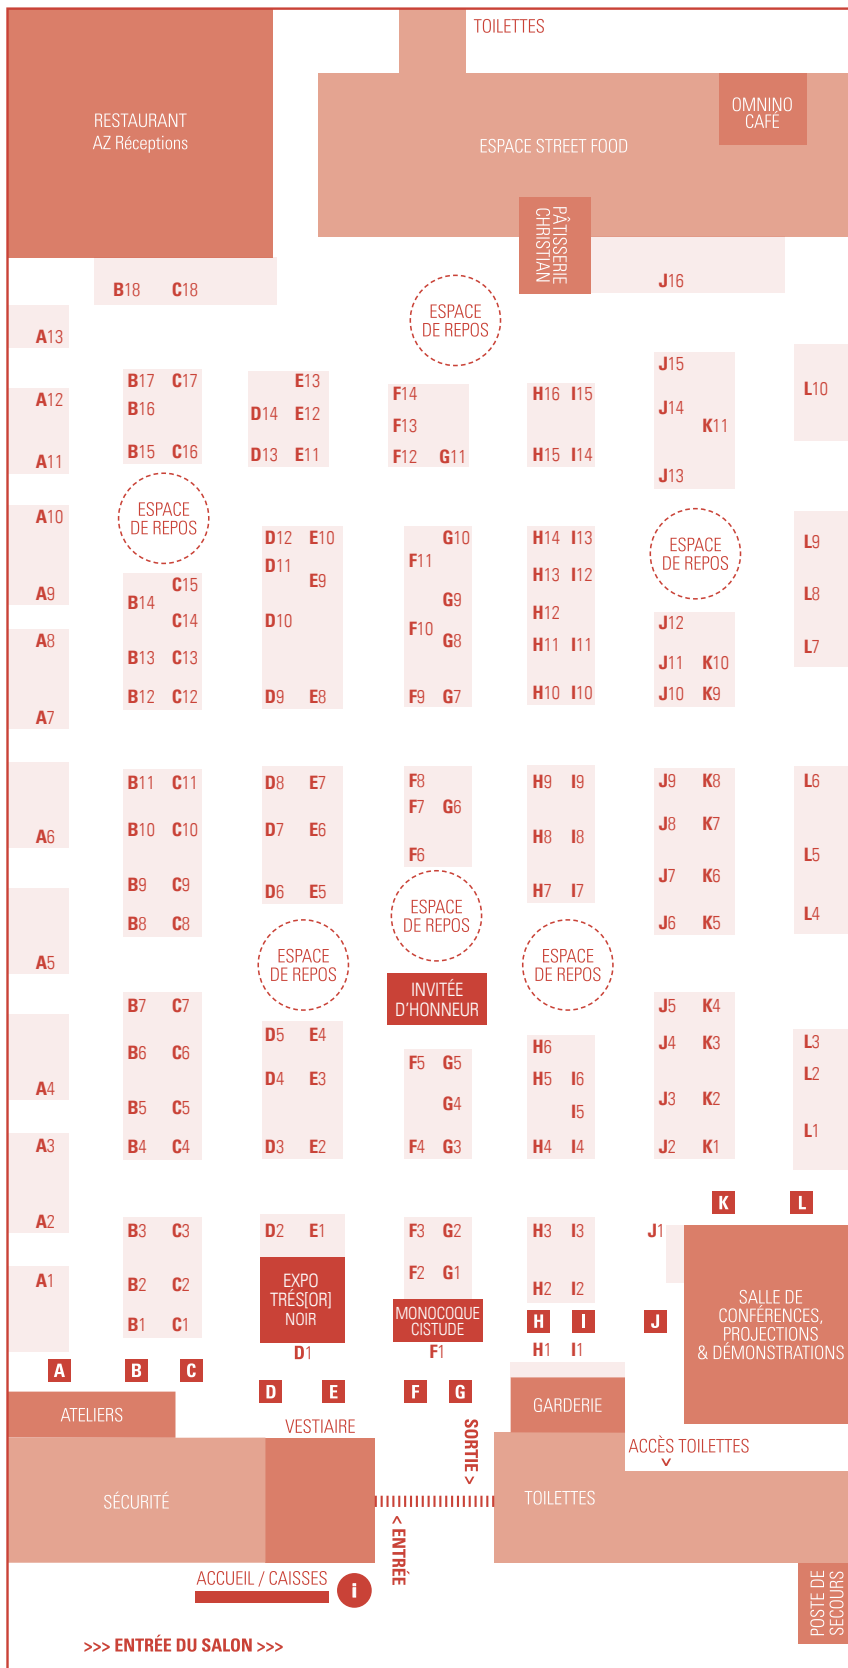 TOILETTES
RESTAURANT
AZ Réceptions
OMNINO
CAFÉ
ESPACE STREET FOOD
PÂTISSERIE
CHRISTIAN
B18 C18
J16
ESPACE
DE REPOS
A13
B17 C17
E13
J15
A12
B16
D14 E12
F14
H16 I15
J14
L10
F13
K11
A11
B15 C16
D13 E11
F12 G11
H15 I14
J13
A10
ESPACE
DE REPOS
D12 E10
G10
H14 I13
ESPACE
DE REPOS
L9
D11
F11
E9
H13 I12
C15
A9
B14
G9
L8
C14
D10
F10
H12
J12
A8
G8
H11 I11
L7
B13 C13
J11 K10
B12 C12
D9 E8
F9 G7
H10 I10
J10 K9
A7
B11 C11
D8 E7
F8
H9 I9
J9 K8
L6
F7 G6
A6
B10 C10
D7 E6
H8 I8
J8 K7
F6
L5
B9 C9
D6 E5
H7 I7
J7 K6
B8 C8
ESPACE
DE REPOS
J6 K5
L4
A5
ESPACE
DE REPOS
ESPACE
DE REPOS
INVITÉE
D'HONNEUR
B7 C7
J5 K4
D5 E4
H6
J4 K3
L3
B6 C6
F5 G5
A4
D4 E3
H5 I6
L2
B5 C5
G4
I5
J3 K2
L1
A3
B4 C4
D3 E2
F4 G3
H4 I4
J2 K1
K L
A2
B3 C3
D2 E1
F3 G2
H3 I3
J1
A1
B2 C2
EXPO
TRÉS[OR]
NOIR
F2 G1
H2 I2
SALLE DE
CONFÉRENCES,
PROJECTIONS
& DÉMONSTRATIONS
B1 C1
MONOCOQUE
CISTUDE
H I
J
D1
F1
H1 I1
A B C
D E
F G
ATELIERS
VESTIAIRE
GARDERIE
SORTIE >
ACCÈS TOILETTES
>
SÉCURITÉ
TOILETTES
< ENTRÉE
ACCUEIL / CAISSES
i
POSTE DE
SECOURS
>>> ENTRÉE DU SALON >>>